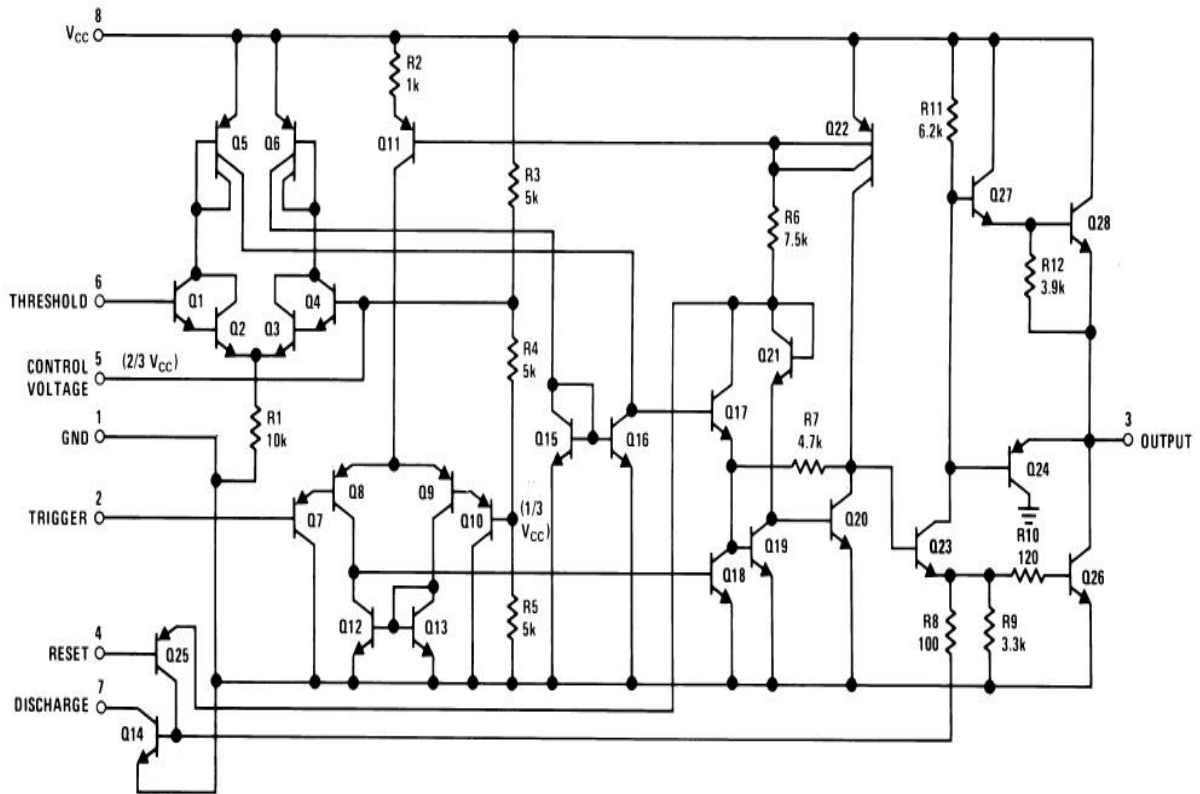 8
V_CC
R2
1k
Q5
Q6
Q11
Q22
R11
6.2k
R3
5k
Q27
R6
7.5k
Q28
R12
3.9k
6
THRESHOLD
Q1
Q2
Q3
Q4
5
CONTROL
VOLTAGE
(2/3 V_CC)
R4
5k
Q21
R1
10k
1
GND
Q15
Q16
Q17
R7
4.7k
3
OUTPUT
Q24
2
TRIGGER
Q7
Q8
Q9
Q10
(1/3
V_CC)
Q18
Q19
Q20
Q23
R10
120
Q26
Q12
Q13
R5
5k
R8
100
R9
3.3k
4
RESET
Q25
7
DISCHARGE
Q14